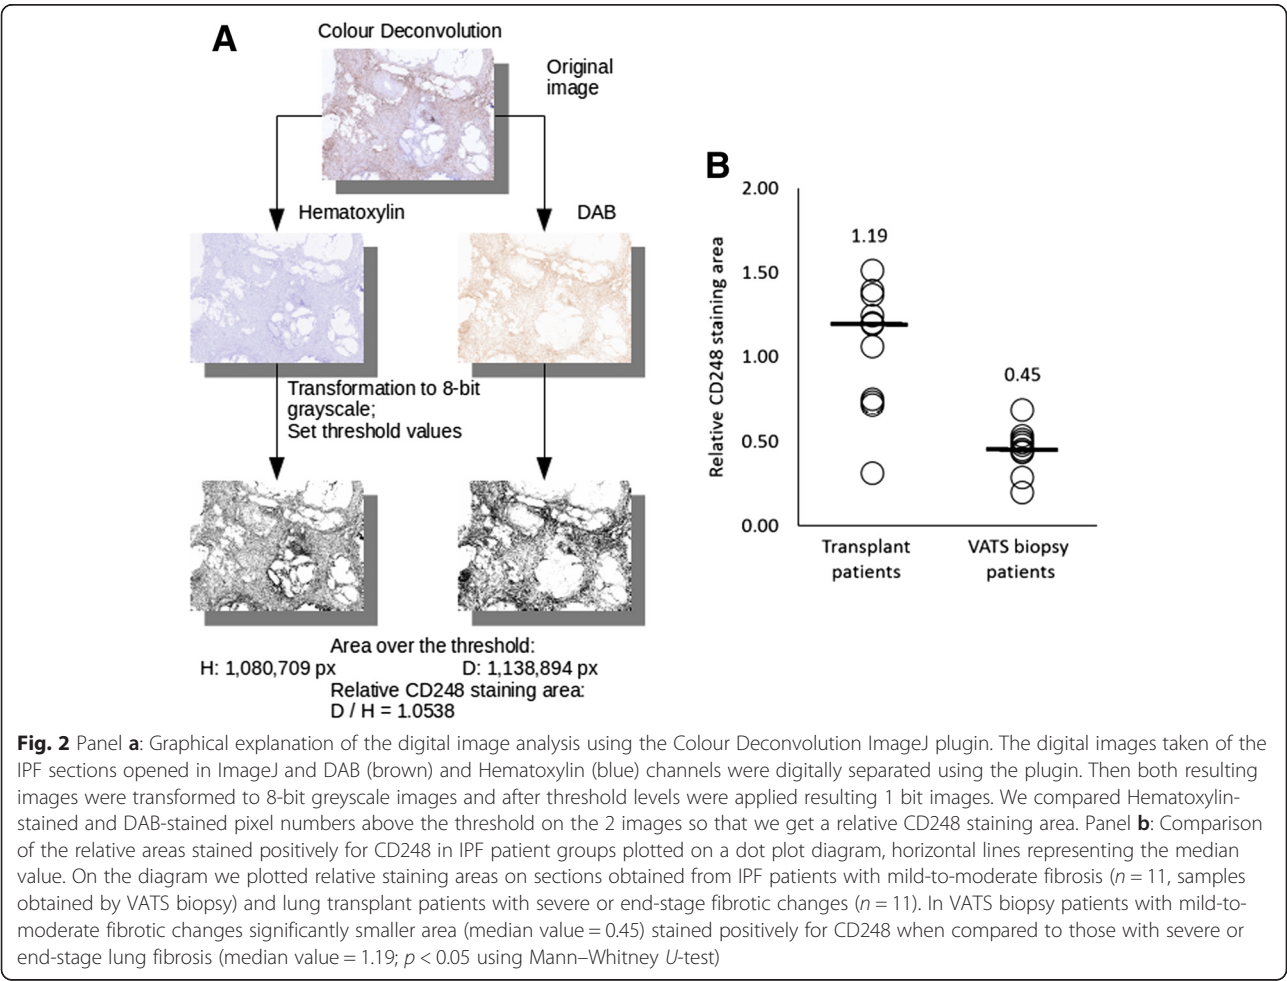 A
Colour Deconvolution
Original
image
Hematoxylin
DAB
Transformation to 8-bit
grayscale;
Set threshold values
Area over the threshold:
H: 1,080,709 px
D: 1,138,894 px
Relative CD248 staining area:
D / H = 1.0538
B
Relative CD248 staining area
2.00
1.50
1.00
0.50
0.00
1.19
0.45
Transplant
patients
VATS biopsy
patients
Fig. 2 Panel a: Graphical explanation of the digital image analysis using the Colour Deconvolution ImageJ plugin. The digital images taken of the
IPF sections opened in ImageJ and DAB (brown) and Hematoxylin (blue) channels were digitally separated using the plugin. Then both resulting
images were transformed to 8-bit greyscale images and after threshold levels were applied resulting 1 bit images. We compared Hematoxylin-
stained and DAB-stained pixel numbers above the threshold on the 2 images so that we get a relative CD248 staining area. Panel b: Comparison
of the relative areas stained positively for CD248 in IPF patient groups plotted on a dot plot diagram, horizontal lines representing the median
value. On the diagram we plotted relative staining areas on sections obtained from IPF patients with mild-to-moderate fibrosis (n = 11, samples
obtained by VATS biopsy) and lung transplant patients with severe or end-stage fibrotic changes (n = 11). In VATS biopsy patients with mild-to-
moderate fibrotic changes significantly smaller area (median value = 0.45) stained positively for CD248 when compared to those with severe or
end-stage lung fibrosis (median value = 1.19; p < 0.05 using Mann–Whitney U-test)